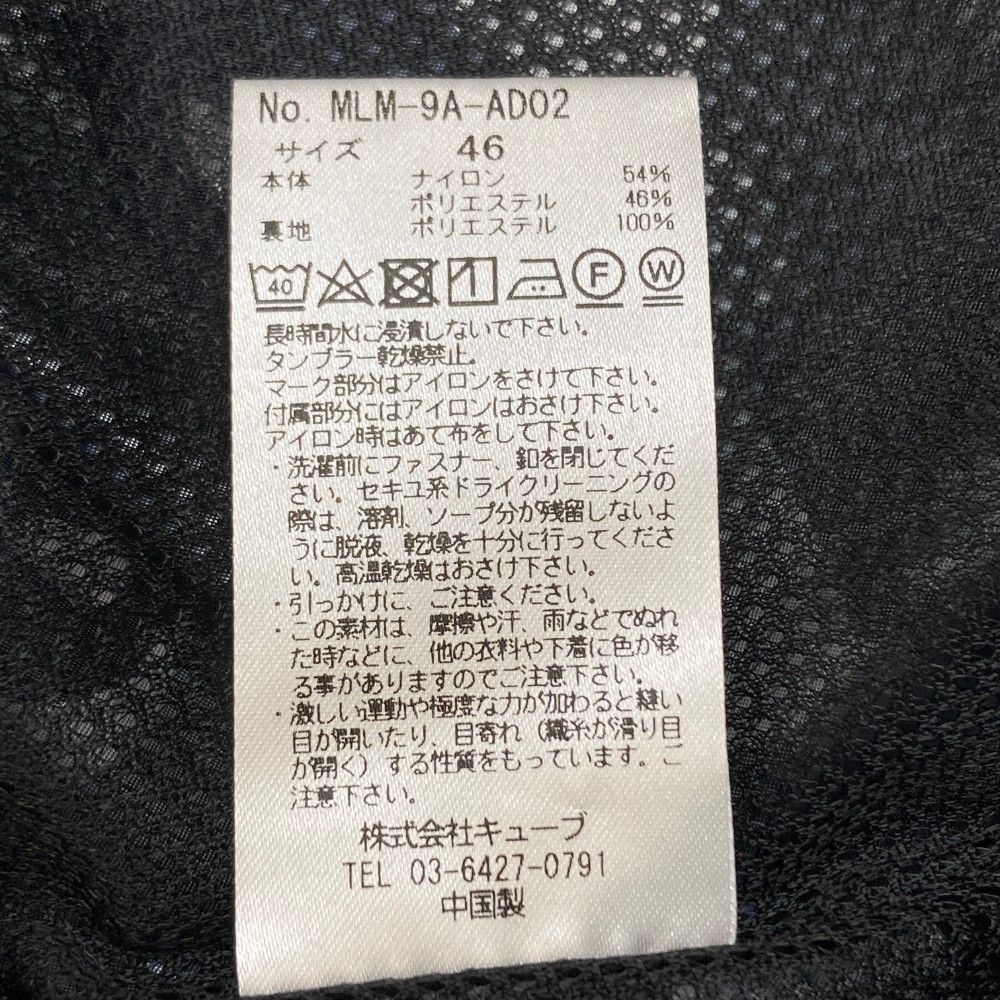 No. MLM-9A-AD02
サイズ 46
本体 ナイロン 54%
ポリエステル 46%
裏地 ポリエステル 100%
40 F W
長時間水に浸漬しないで下さい。
タンブラー乾燥禁止。
マーク部分はアイロンをさけて下さい。
付属部分にはアイロンはおさけ下さい。
アイロン時はあて布をして下さい。
・洗濯前にファスナー、釦を閉じてくだ
さい。セキユ系ドライクリーニングの
際は、溶剤、ソープ分が残留しないよ
うに脱液、乾燥を十分に行ってくださ
い。高温乾燥はおさけ下さい。
・引っかけに、ご注意ください。
・この素材は、摩擦や汗、雨などでぬれ
た時などに、他の衣料や下着に色が移
る事がありますのでご注意下さい。
・激しい運動や極度な力が加わると縫い
目が開いたり、目寄れ（織糸が滑り目
が開く）する性質をもっています。ご
注意下さい。
株式会社キューブ
TEL 03-6427-0791
中国製